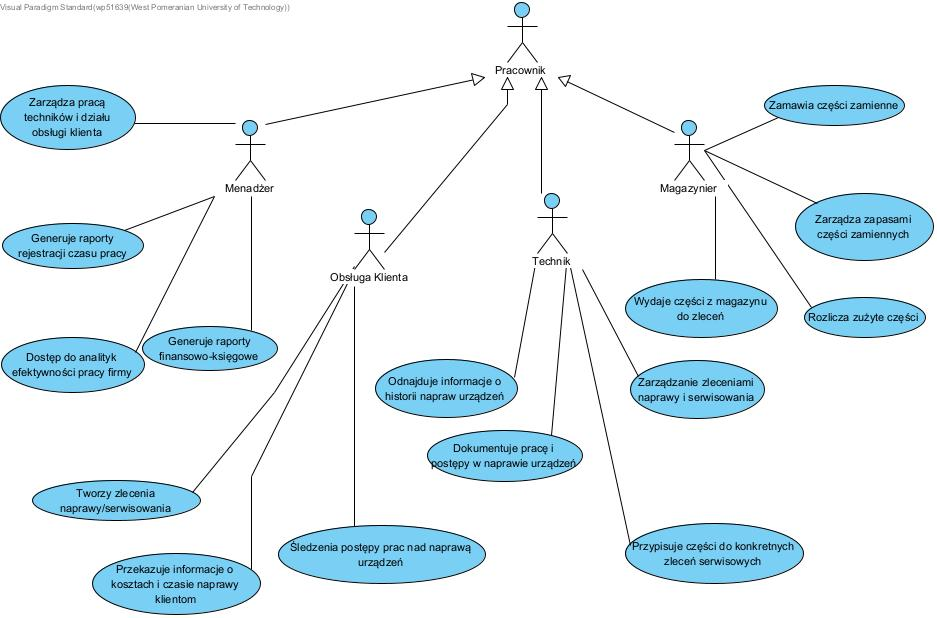 Visual Paradigm Standard(wp51639(West Pomeranian University of Technology))
Pracownik
Zarządza pracą
techników i działu
obsługi klienta
Zamawia części zamienne
Menadżer
Magazynier
Generuje raporty
rejestracji czasu pracy
Zarządza zapasami
części zamiennych
Obsługa Klienta
Technik
Wydaje części z magazynu
do zleceń
Rozlicza zużyte części
Dostęp do analityk
efektywności pracy firmy
Generuje raporty
finansowo-księgowe
Odnajduje informacje o
historii napraw urządzeń
Zarządzanie zleceniami
naprawy i serwisowania
Dokumentuje pracę i
postępy w naprawie urządzeń
Tworzy zlecenia
naprawy/serwisowania
Śledzenia postępy prac nad naprawą
urządzeń
Przypisuje części do konkretnych
zleceń serwisowych
Przekazuje informacje o
kosztach i czasie naprawy
klientom